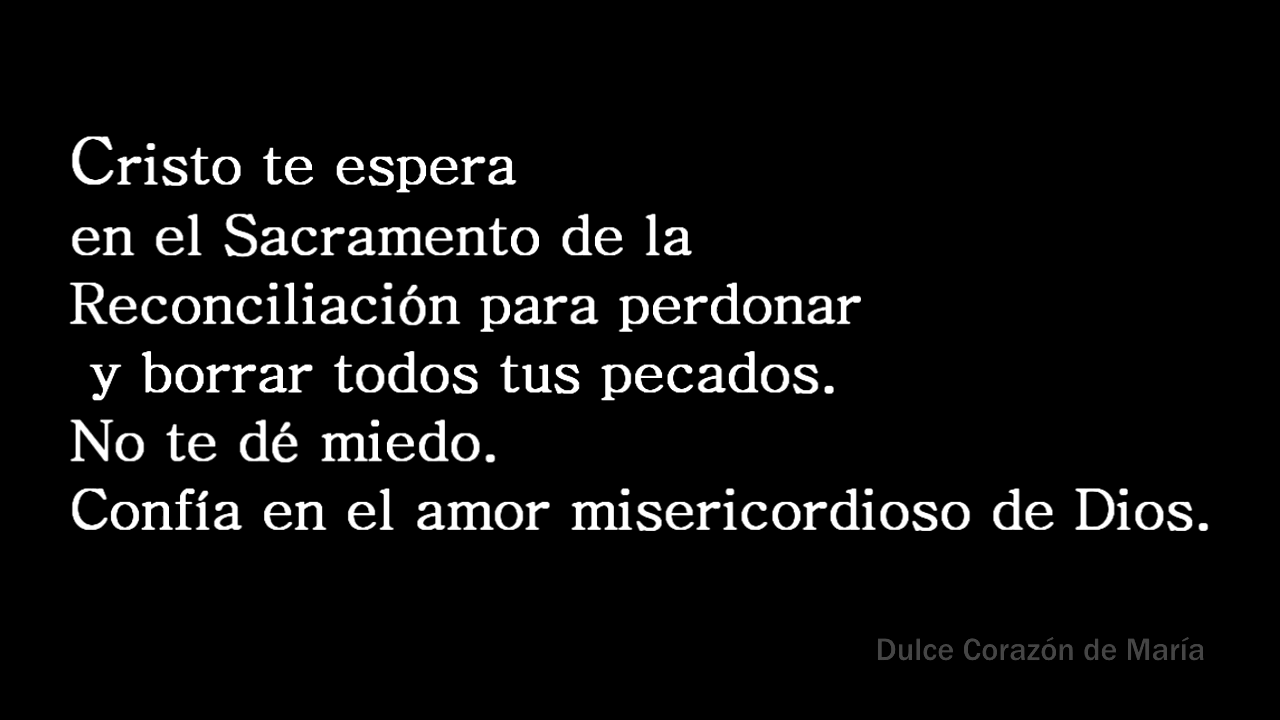 Cristo te espera
en el Sacramento de la
Reconciliación para perdonar
y borrar todos tus pecados.
No te dé miedo.
Confía en el amor misericordioso de Dios.
Dulce Corazón de María